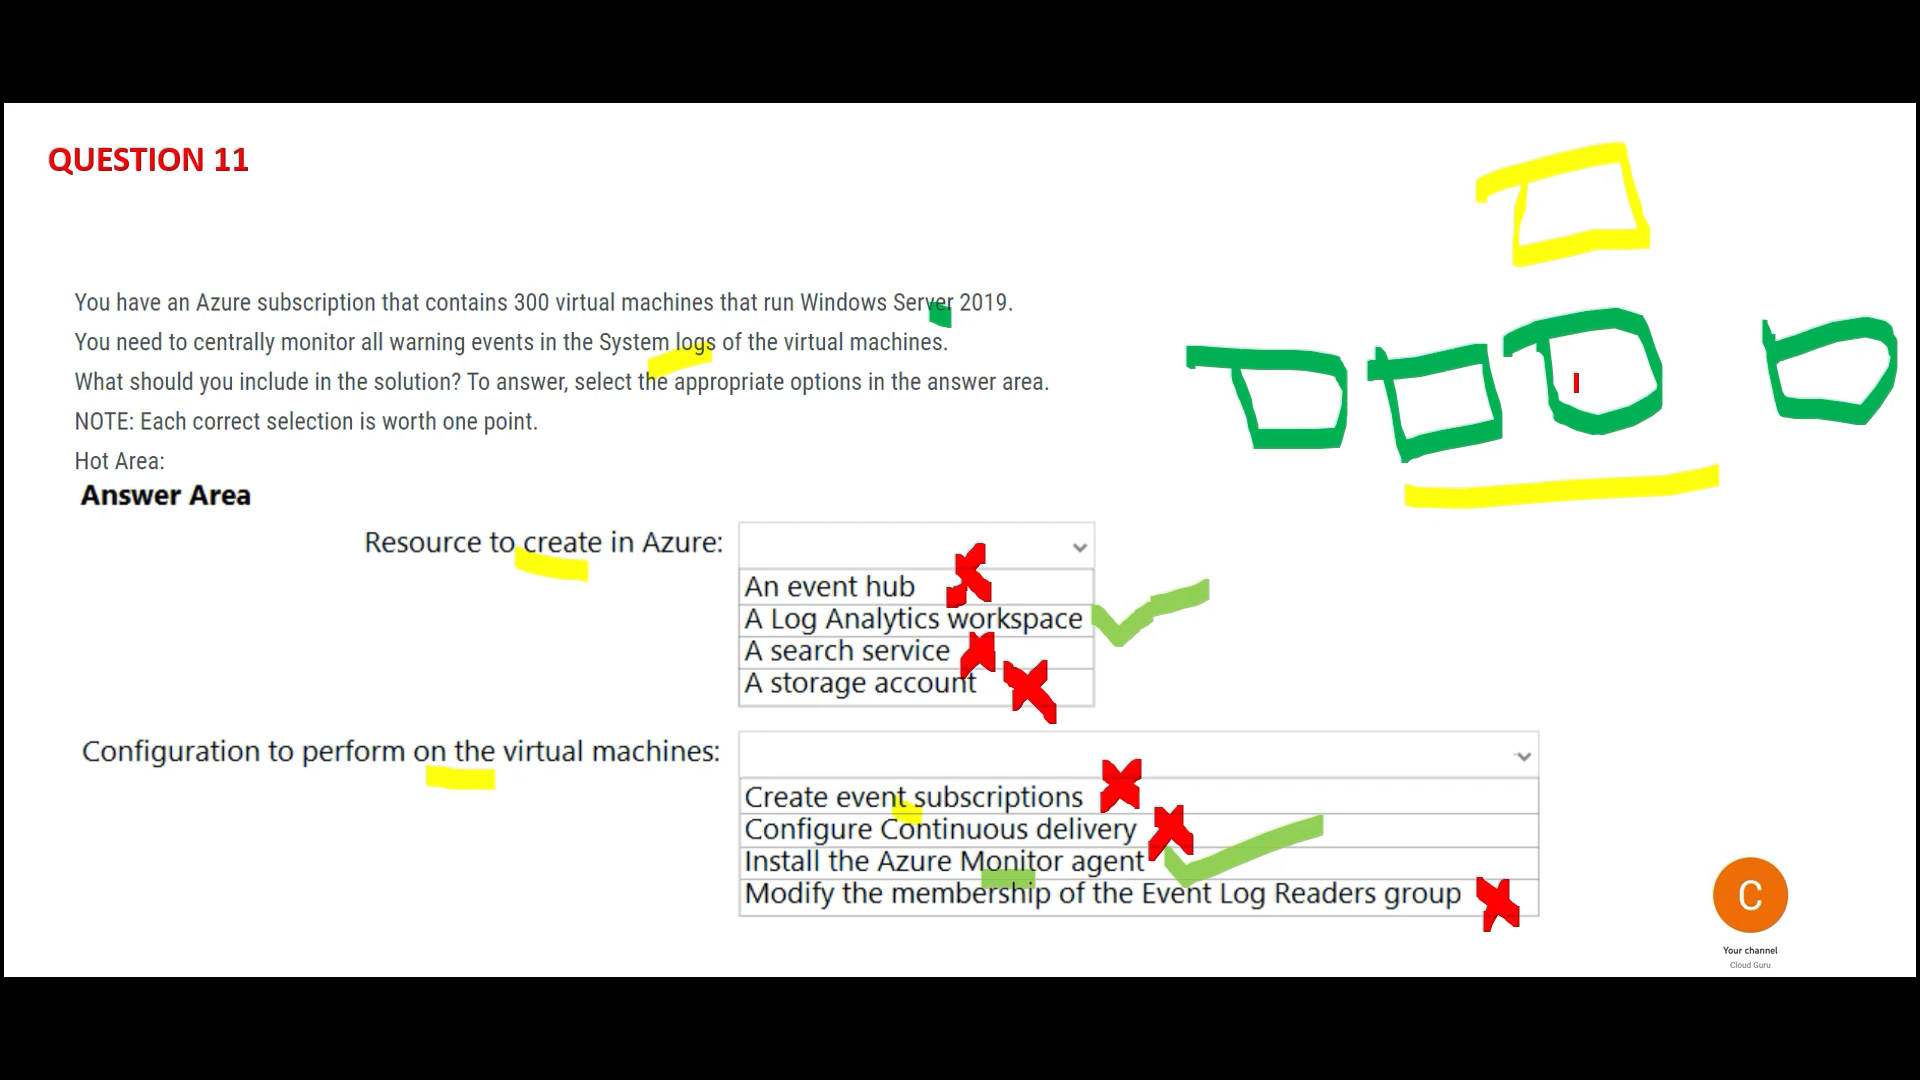 QUESTION 11
You have an Azure subscription that contains 300 virtual machines that run Windows Server 2019.
You need to centrally monitor all warning events in the System logs of the virtual machines.
What should you include in the solution? To answer, select the appropriate options in the answer area.
NOTE: Each correct selection is worth one point.
Hot Area:
Answer Area
Resource to create in Azure:
An event hub
A Log Analytics workspace
A search service
A storage account
Configuration to perform on the virtual machines:
Create event subscriptions
Configure Continuous delivery
Install the Azure Monitor agent
Modify the membership of the Event Log Readers group
C
Your channel
Cloud Guru